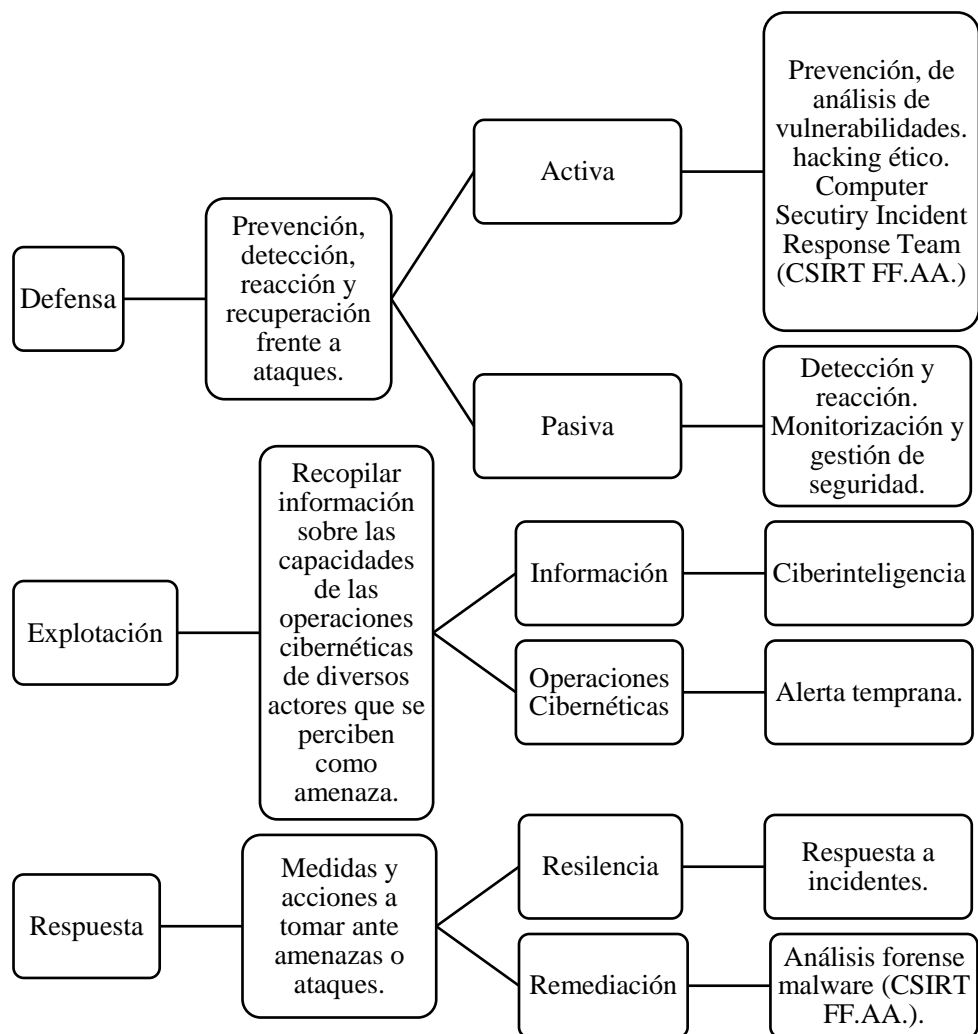 Defensa
Prevención,
detección,
reacción y
recuperación
frente a
ataques.
Activa
Prevención, de
análisis de
vulnerabilidades.
hacking ético.
Computer
Secutiry Incident
Response Team
(CSIRT FF.AA.)
Pasiva
Detección y
reacción.
Monitorización y
gestión de
seguridad.
Explotación
Recopilar
información
sobre las
capacidades
de las
operaciones
cibernéticas
de diversos
actores que se
perciben
como
amenaza.
Información
Ciberinteligencia
Operaciones
Cibernéticas
Alerta temprana.
Respuesta
Medidas y
acciones a
tomar ante
amenazas o
ataques.
Resilencia
Respuesta a
incidentes.
Remediación
Análisis forense
malware (CSIRT
FF.AA.).